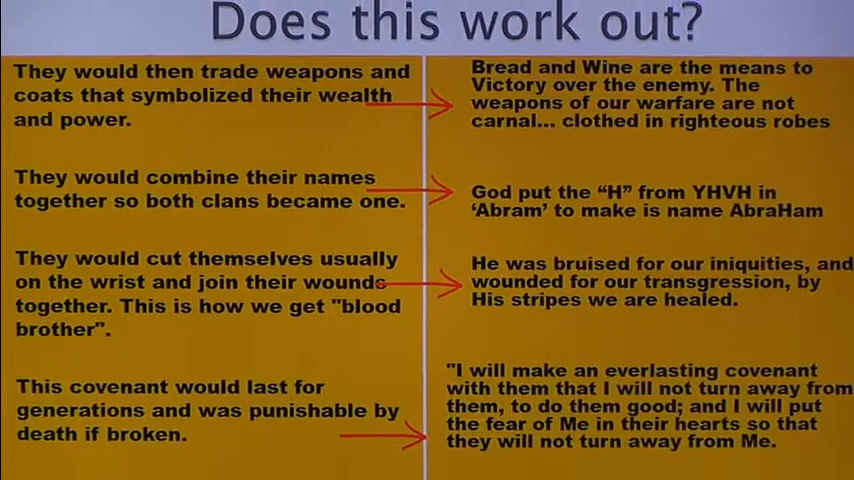 Does this work out?
They would then trade weapons and
coats that symbolized their wealth
and power.
Bread and Wine are the means to
Victory over the enemy. The
weapons of our warfare are not
carnal... clothed in righteous robes
They would combine their names
together so both clans became one.
God put the “H” from YHVH in
‘Abram’ to make is name AbraHam
They would cut themselves usually
on the wrist and join their wounds
together. This is how we get "blood
brother".
He was bruised for our iniquities, and
wounded for our transgression, by
His stripes we are healed.
This covenant would last for
generations and was punishable by
death if broken.
"I will make an everlasting covenant
with them that I will not turn away from
them, to do them good; and I will put
the fear of Me in their hearts so that
they will not turn away from Me.